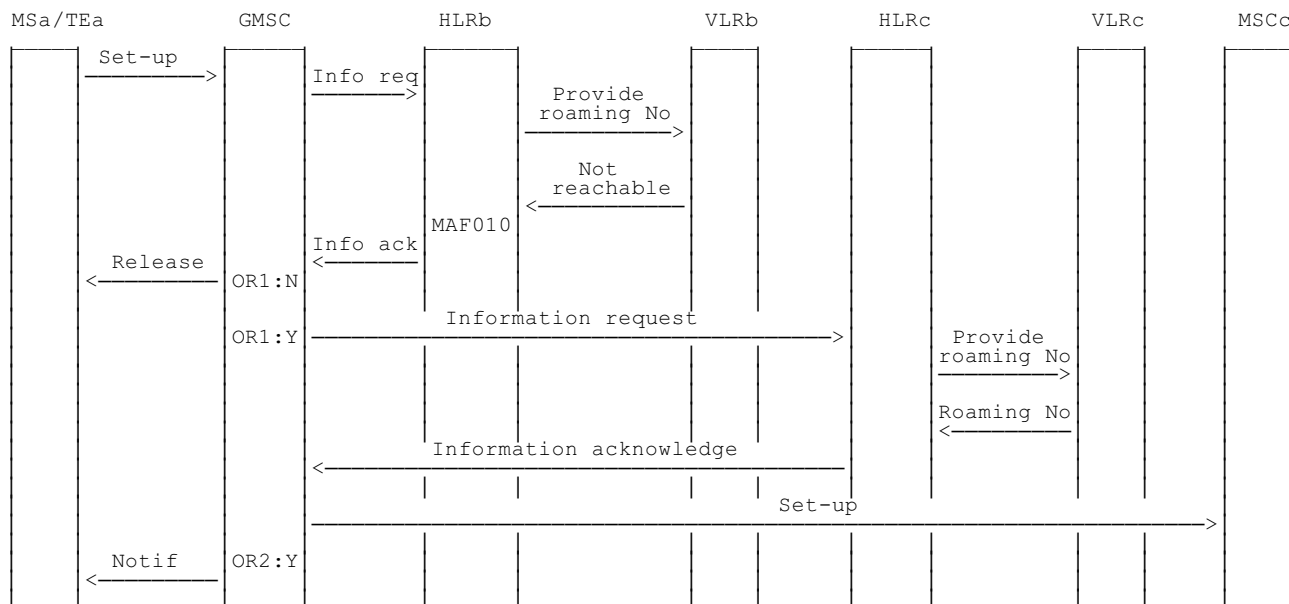 MSa/TEa GMSC HLRb VLRb HLRc VLRc MSCc
Set-up
Info req
Provide
roaming No
Not
reachable
MAF010
Info ack
Release
OR1:N
Information request
OR1:Y
Provide
roaming No
Roaming No
Information acknowledge
Set-up
Notif OR2:Y